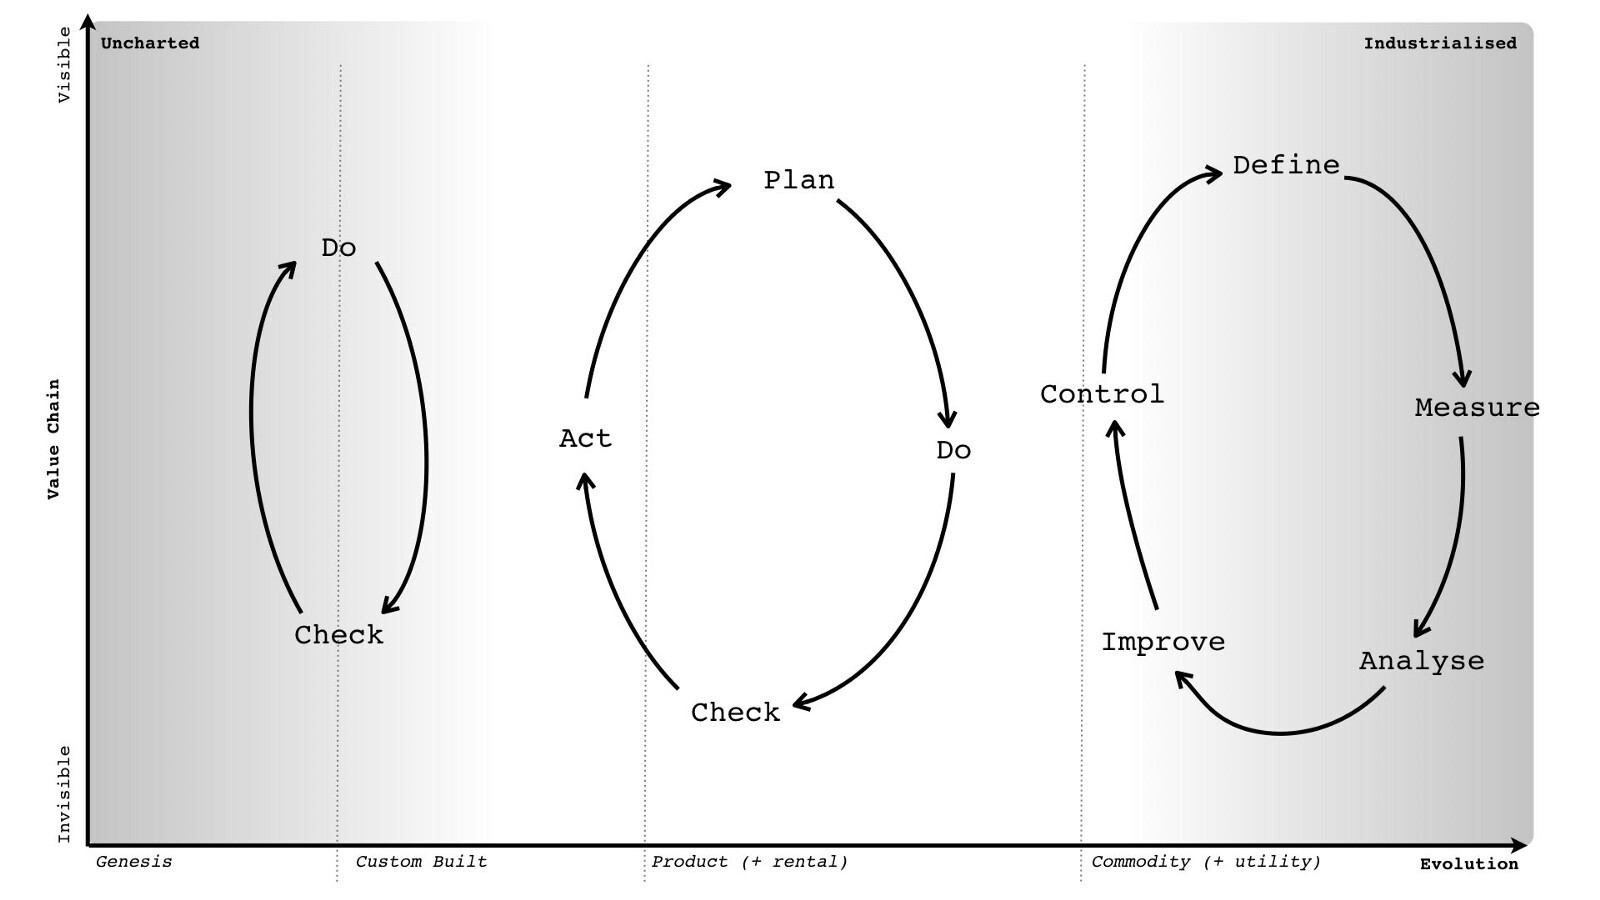 Uncharted
Industrialised
Visible
Value Chain
Invisible
Do
Check
Plan
Do
Check
Act
Define
Measure
Analyse
Improve
Control
Genesis
Custom Built
Product (+ rental)
Commodity (+ utility)
Evolution